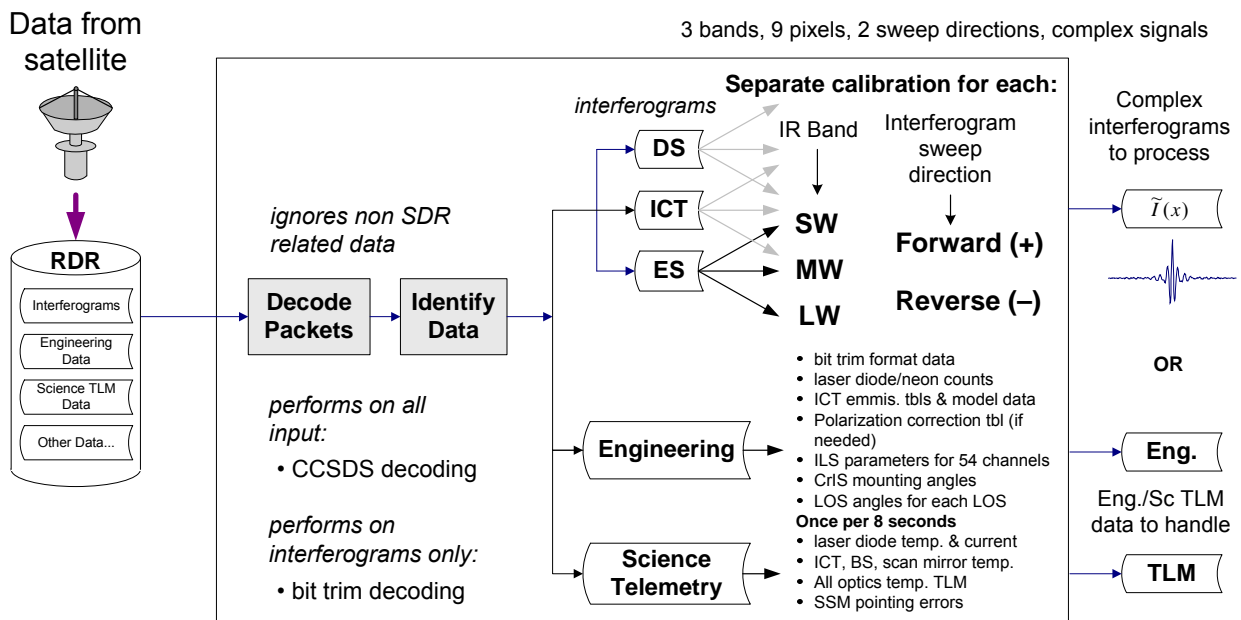 Data from
satellite
3 bands, 9 pixels, 2 sweep directions, complex signals
RDR
Interferograms
Engineering
Data
Science TLM
Data
Other Data...
ignores non SDR
related data
Decode
Packets
Identify
Data
performs on all
input:
• CCSDS decoding
performs on
interferograms only:
• bit trim decoding
interferograms
DS
ICT
ES
Separate calibration for each:
IR Band
SW
MW
LW
Interferogram
sweep
direction
Forward (+)
Reverse (–)
Engineering
• bit trim format data
• laser diode/neon counts
• ICT emmis. tbls & model data
• Polarization correction tbl (if
needed)
• ILS parameters for 54 channels
• CrIS mounting angles
• LOS angles for each LOS
Science
Telemetry
Once per 8 seconds
• laser diode temp. & current
• ICT, BS, scan mirror temp.
• All optics temp. TLM
• SSM pointing errors
Complex
interferograms
to process
Ĩ(x)
OR
Eng.
Eng./Sc TLM
data to handle
TLM